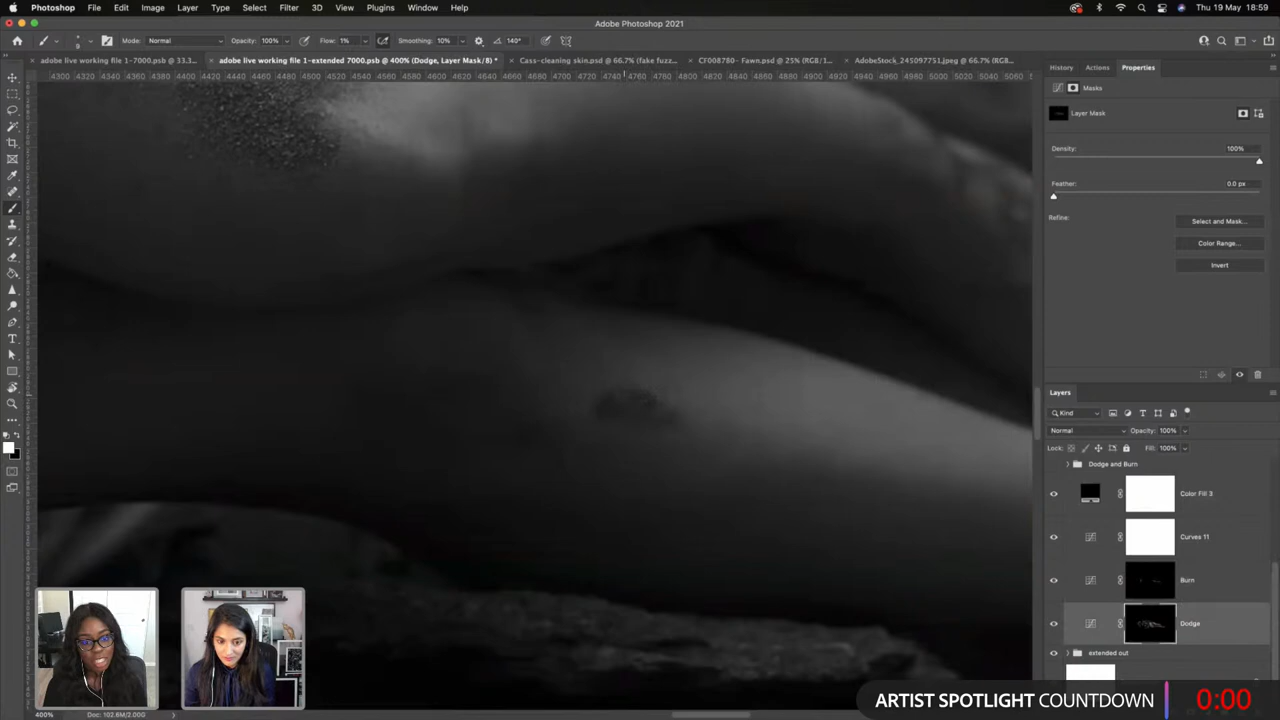 Photoshop File Edit Image Layer Type Select Filter 3D View Plugins Window Help Thu 19 May 18:59
Adobe Photoshop 2021
Mode: Normal Opacity: 100% Flow: 1% Smoothing: 10% 140°
adobe live working file 1-7000.psb @ 33.3... adobe live working file 1-extended 7000.psb @ 400% (Dodge, Layer Mask/8) * Cass-cleaning skin.psd @ 66.7% (fake fuzz... CF008780- Fawn.psd @ 25% (RGB/1... AdobeStock_245097751.jpeg @ 66.7% (RGB...
History Actions Properties
Masks
Layer Mask
Density: 100%
Feather: 0.0 px
Refine: Select and Mask...
Color Range...
Invert
Layers
Kind
Normal Opacity: 100%
Lock: Fill: 100%
Dodge and Burn
Color Fill 3
Curves 11
Burn
Dodge
extended out
ARTIST SPOTLIGHT COUNTDOWN 0:00
400% Doc: 102.6M/2.00G